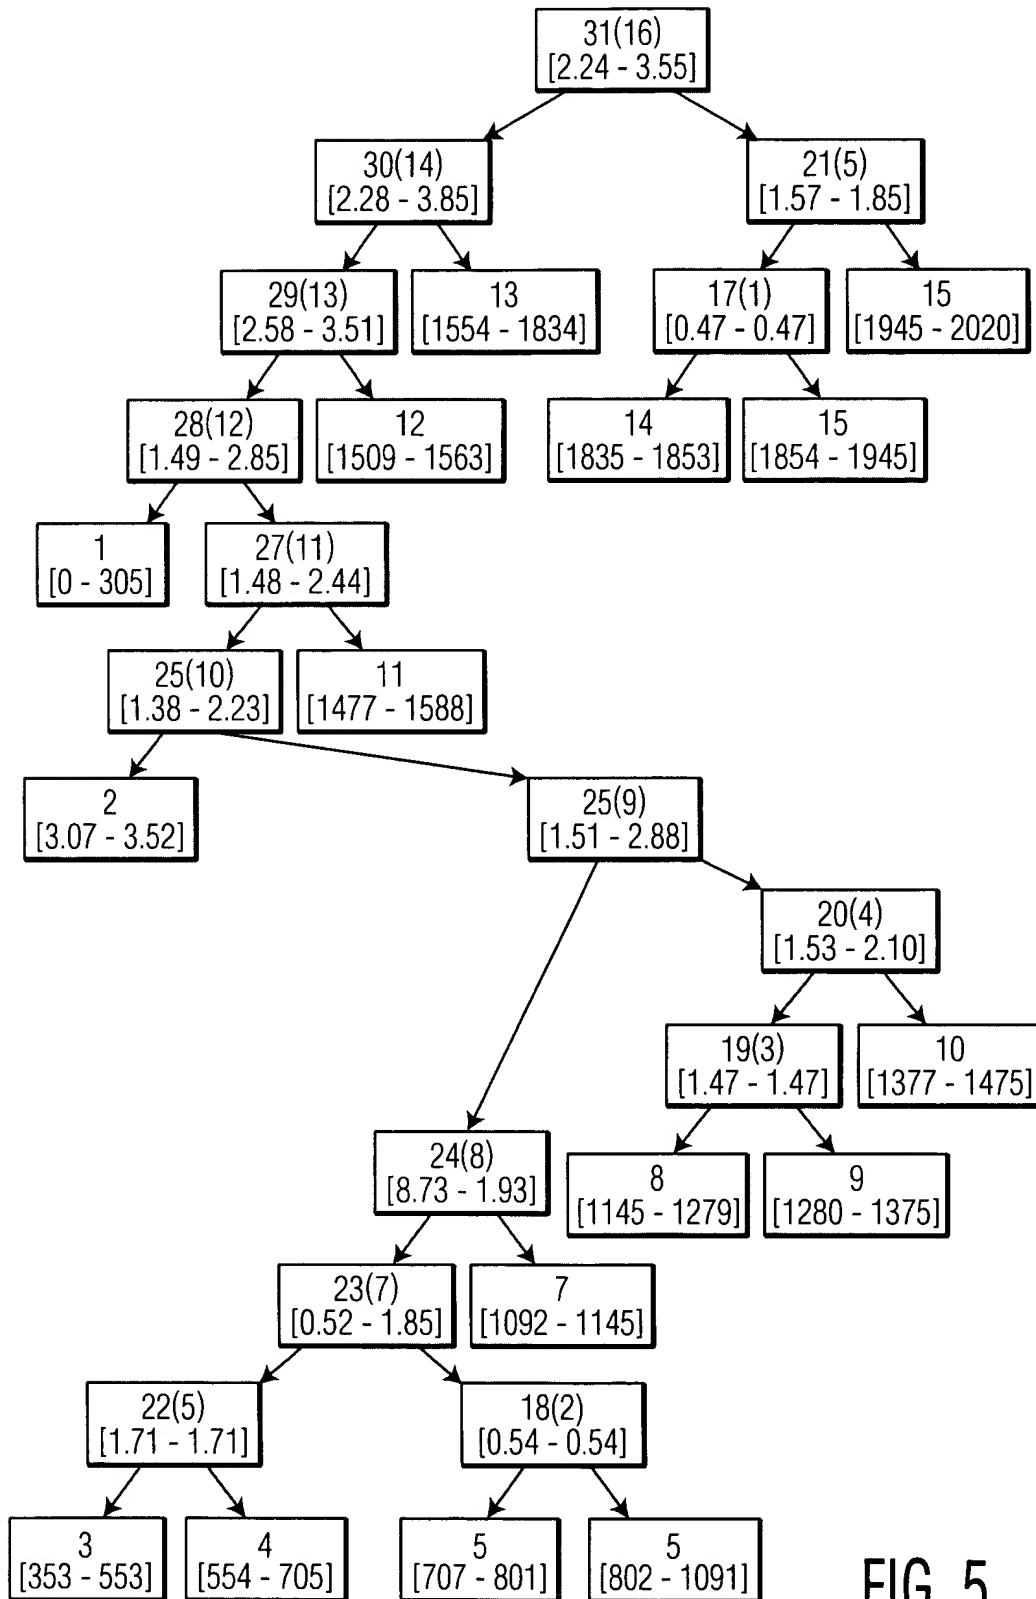 31(16)
[2.24 - 3.55]
30(14)
[2.28 - 3.85]
21(5)
[1.57 - 1.85]
29(13)
[2.58 - 3.51]
13
[1554 - 1834]
17(1)
[0.47 - 0.47]
15
[1945 - 2020]
28(12)
[1.49 - 2.85]
12
[1509 - 1563]
14
[1835 - 1853]
15
[1854 - 1945]
1
[0 - 305]
27(11)
[1.48 - 2.44]
25(10)
[1.38 - 2.23]
11
[1477 - 1588]
2
[3.07 - 3.52]
25(9)
[1.51 - 2.88]
20(4)
[1.53 - 2.10]
19(3)
[1.47 - 1.47]
10
[1377 - 1475]
24(8)
[8.73 - 1.93]
8
[1145 - 1279]
9
[1280 - 1375]
23(7)
[0.52 - 1.85]
7
[1092 - 1145]
22(5)
[1.71 - 1.71]
18(2)
[0.54 - 0.54]
3
[353 - 553]
4
[554 - 705]
5
[707 - 801]
5
[802 - 1091]
FIG. 5